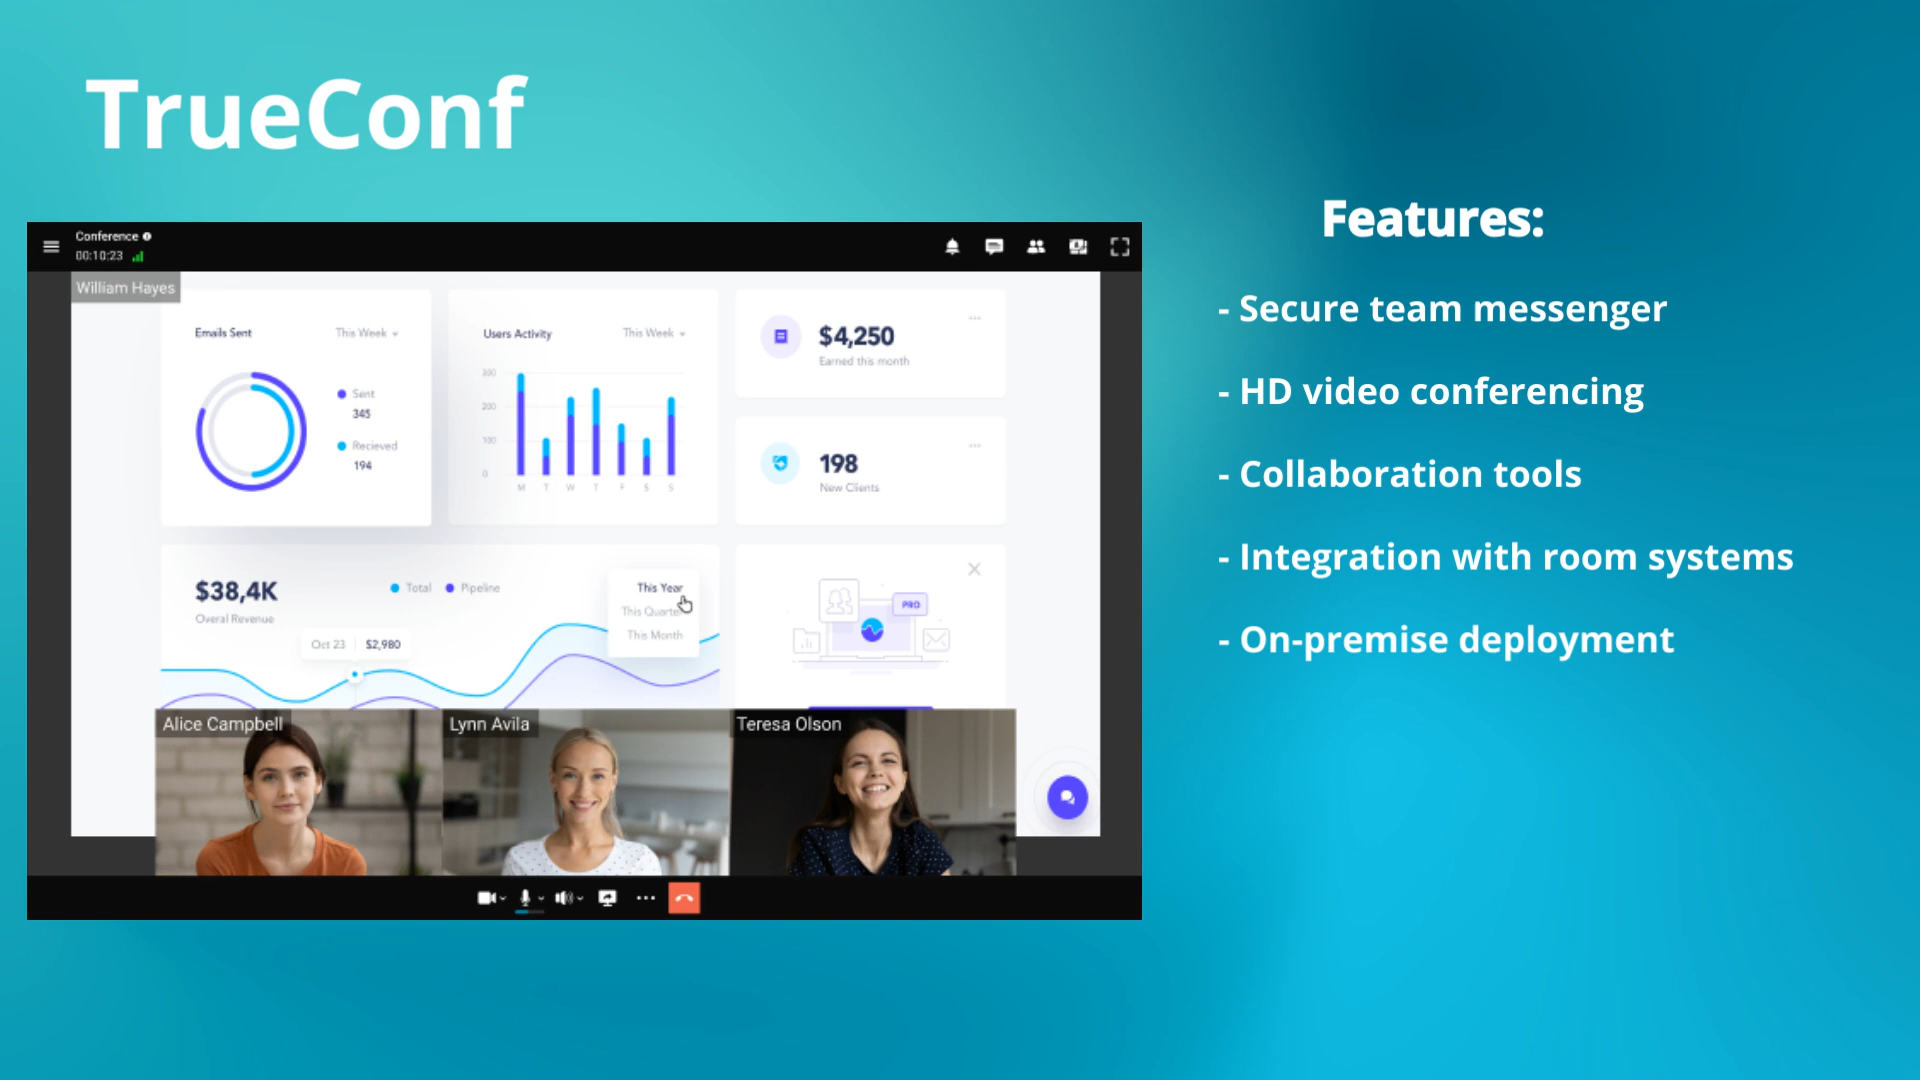 TrueConf
Conference
00:10:23
William Hayes
Emails Sent
This Week
Sent
345
Recieved
194
Users Activity
This Week
300
200
100
0
M T W T F S S
$4,250
Earned this month
198
New Clients
$38,4K
Overal Revenue
Total
Pipeline
This Year
This Quarter
This Month
Oct 23
$2,980
PRO
Alice Campbell
Lynn Avila
Teresa Olson
Features:
- Secure team messenger
- HD video conferencing
- Collaboration tools
- Integration with room systems
- On-premise deployment